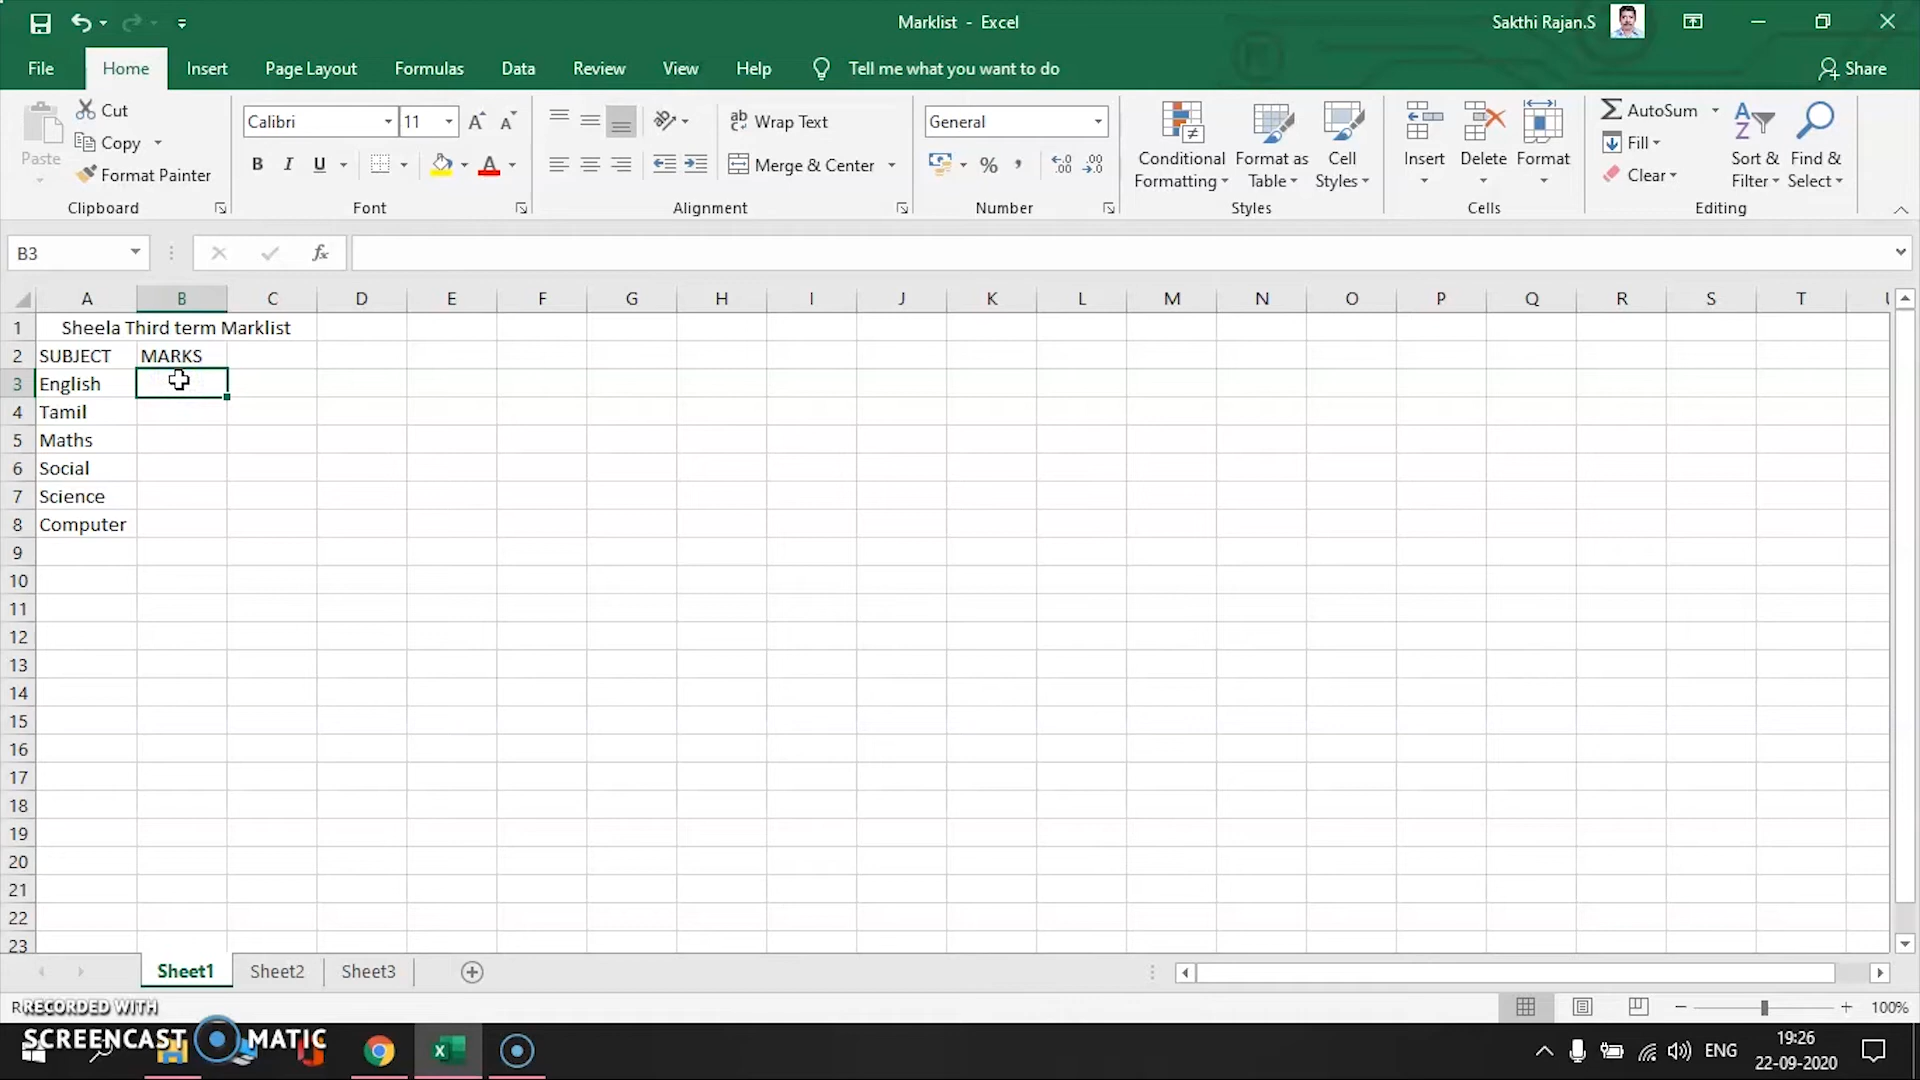 Marklist - Excel
Sakthi Rajan.S
File Home Insert Page Layout Formulas Data Review View Help Tell me what you want to do Share
Paste
Cut
Copy
Format Painter
Clipboard
Calibri 11
B I U A
Font
ab Wrap Text
Merge & Center
Alignment
General
% ,
Number
Conditional Formatting
Format as Table
Cell Styles
Styles
Insert Delete Format
Cells
AutoSum
Fill
Clear
Sort & Filter
Find & Select
Editing
B3 fx
A B C D E F G H I J K L M N O P Q R S T
1 Sheela Third term Marklist
2 SUBJECT MARKS
3 English
4 Tamil
5 Maths
6 Social
7 Science
8 Computer
9
10
11
12
13
14
15
16
17
18
19
20
21
22
23
Sheet1 Sheet2 Sheet3
100%
RECORDED WITH
SCREENCAST MATIC
ENG
19:26
22-09-2020